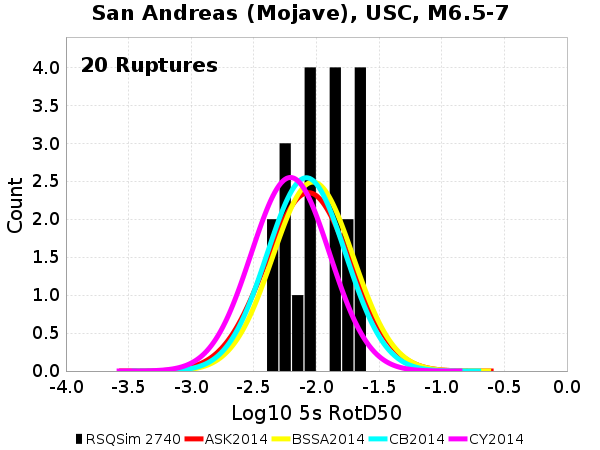 San Andreas (Mojave), USC, M6.5-7
20 Ruptures
4.0
3.5
3.0
2.5
2.0
1.5
1.0
0.5
0.0
Count
-4.0 -3.5 -3.0 -2.5 -2.0 -1.5 -1.0 -0.5 0.0
Log10 5s RotD50
RSQSim 2740 ASK2014 BSSA2014 CB2014 CY2014